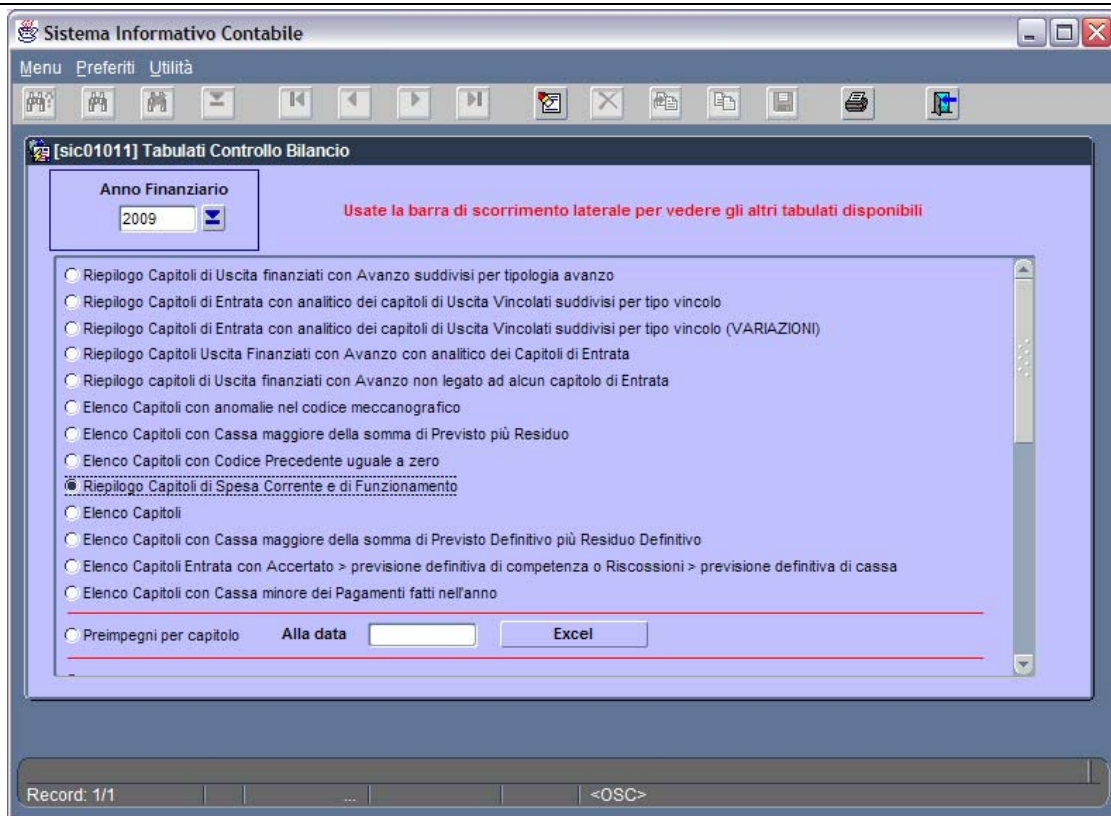 Sistema Informativo Contabile
Menu Preferiti Utilità
[sic01011] Tabulati Controllo Bilancio
Anno Finanziario
2009
Usate la barra di scorrimento laterale per vedere gli altri tabulati disponibili
Riepilogo Capitoli di Uscita finanziati con Avanzo suddivisi per tipologia avanzo
Riepilogo Capitoli di Entrata con analitico dei capitoli di Uscita Vincolati suddivisi per tipo vincolo
Riepilogo Capitoli di Entrata con analitico dei capitoli di Uscita Vincolati suddivisi per tipo vincolo (VARIAZIONI)
Riepilogo Capitoli Uscita Finanziati con Avanzo con analitico dei Capitoli di Entrata
Riepilogo capitoli di Uscita finanziati con Avanzo non legato ad alcun capitolo di Entrata
Elenco Capitoli con anomalie nel codice meccanografico
Elenco Capitoli con Cassa maggiore della somma di Previsto più Residuo
Elenco Capitoli con Codice Precedente uguale a zero
Riepilogo Capitoli di Spesa Corrente e di Funzionamento
Elenco Capitoli
Elenco Capitoli con Cassa maggiore della somma di Previsto Definitivo più Residuo Definitivo
Elenco Capitoli Entrata con Accertato > previsione definitiva di competenza o Riscossioni > previsione definitiva di cassa
Elenco Capitoli con Cassa minore dei Pagamenti fatti nell'anno
Preimpegni per capitolo Alla data Excel
Record: 1/1 ... <OSC>